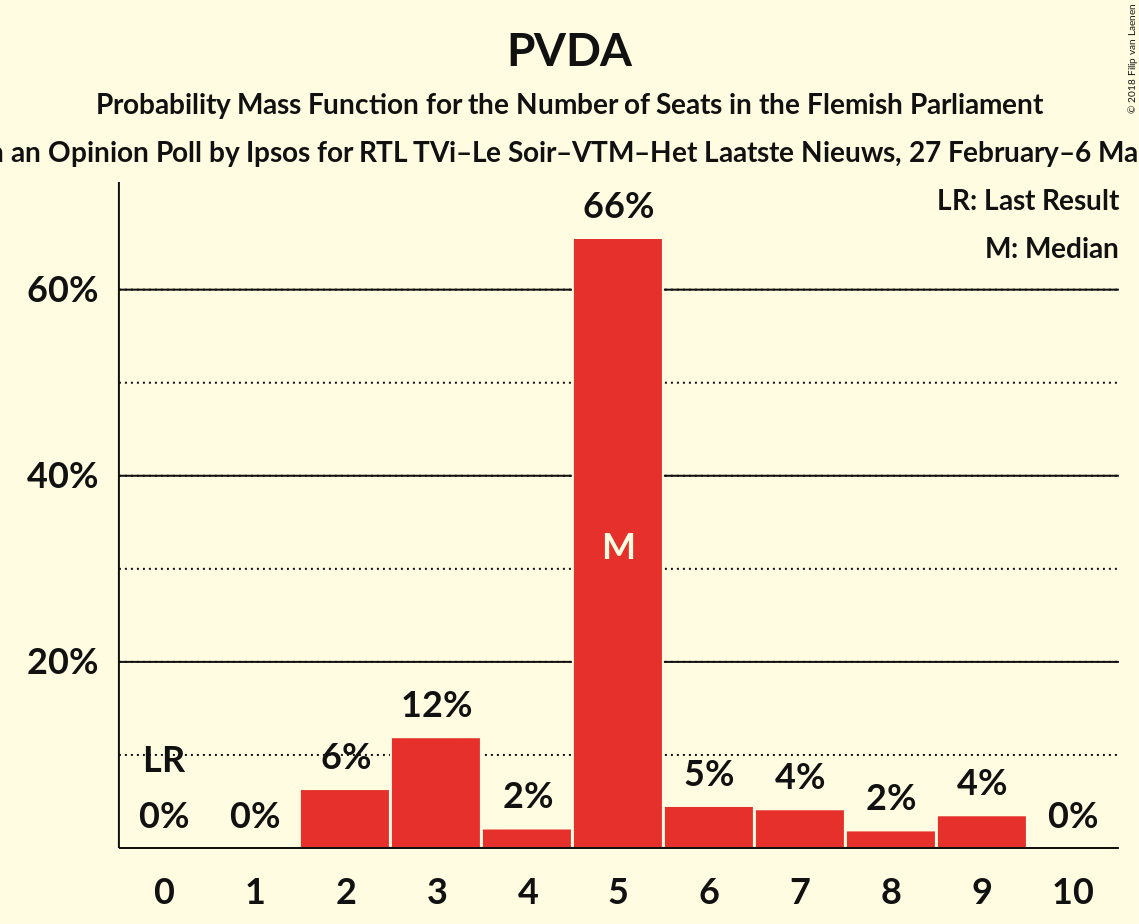 PVDA
Probability Mass Function for the Number of Seats in the Flemish Parliament
an Opinion Poll by Ipsos for RTL TVi–Le Soir–VTM–Het Laatste Nieuws, 27 February–6 Ma
© 2018 Filip van Laenen
LR: Last Result
M: Median
66%
60%
40%
M
20%
12%
LR
6%
5%
4%
4%
2%
2%
0%
0%
0%
0 1 2 3 4 5 6 7 8 9 10